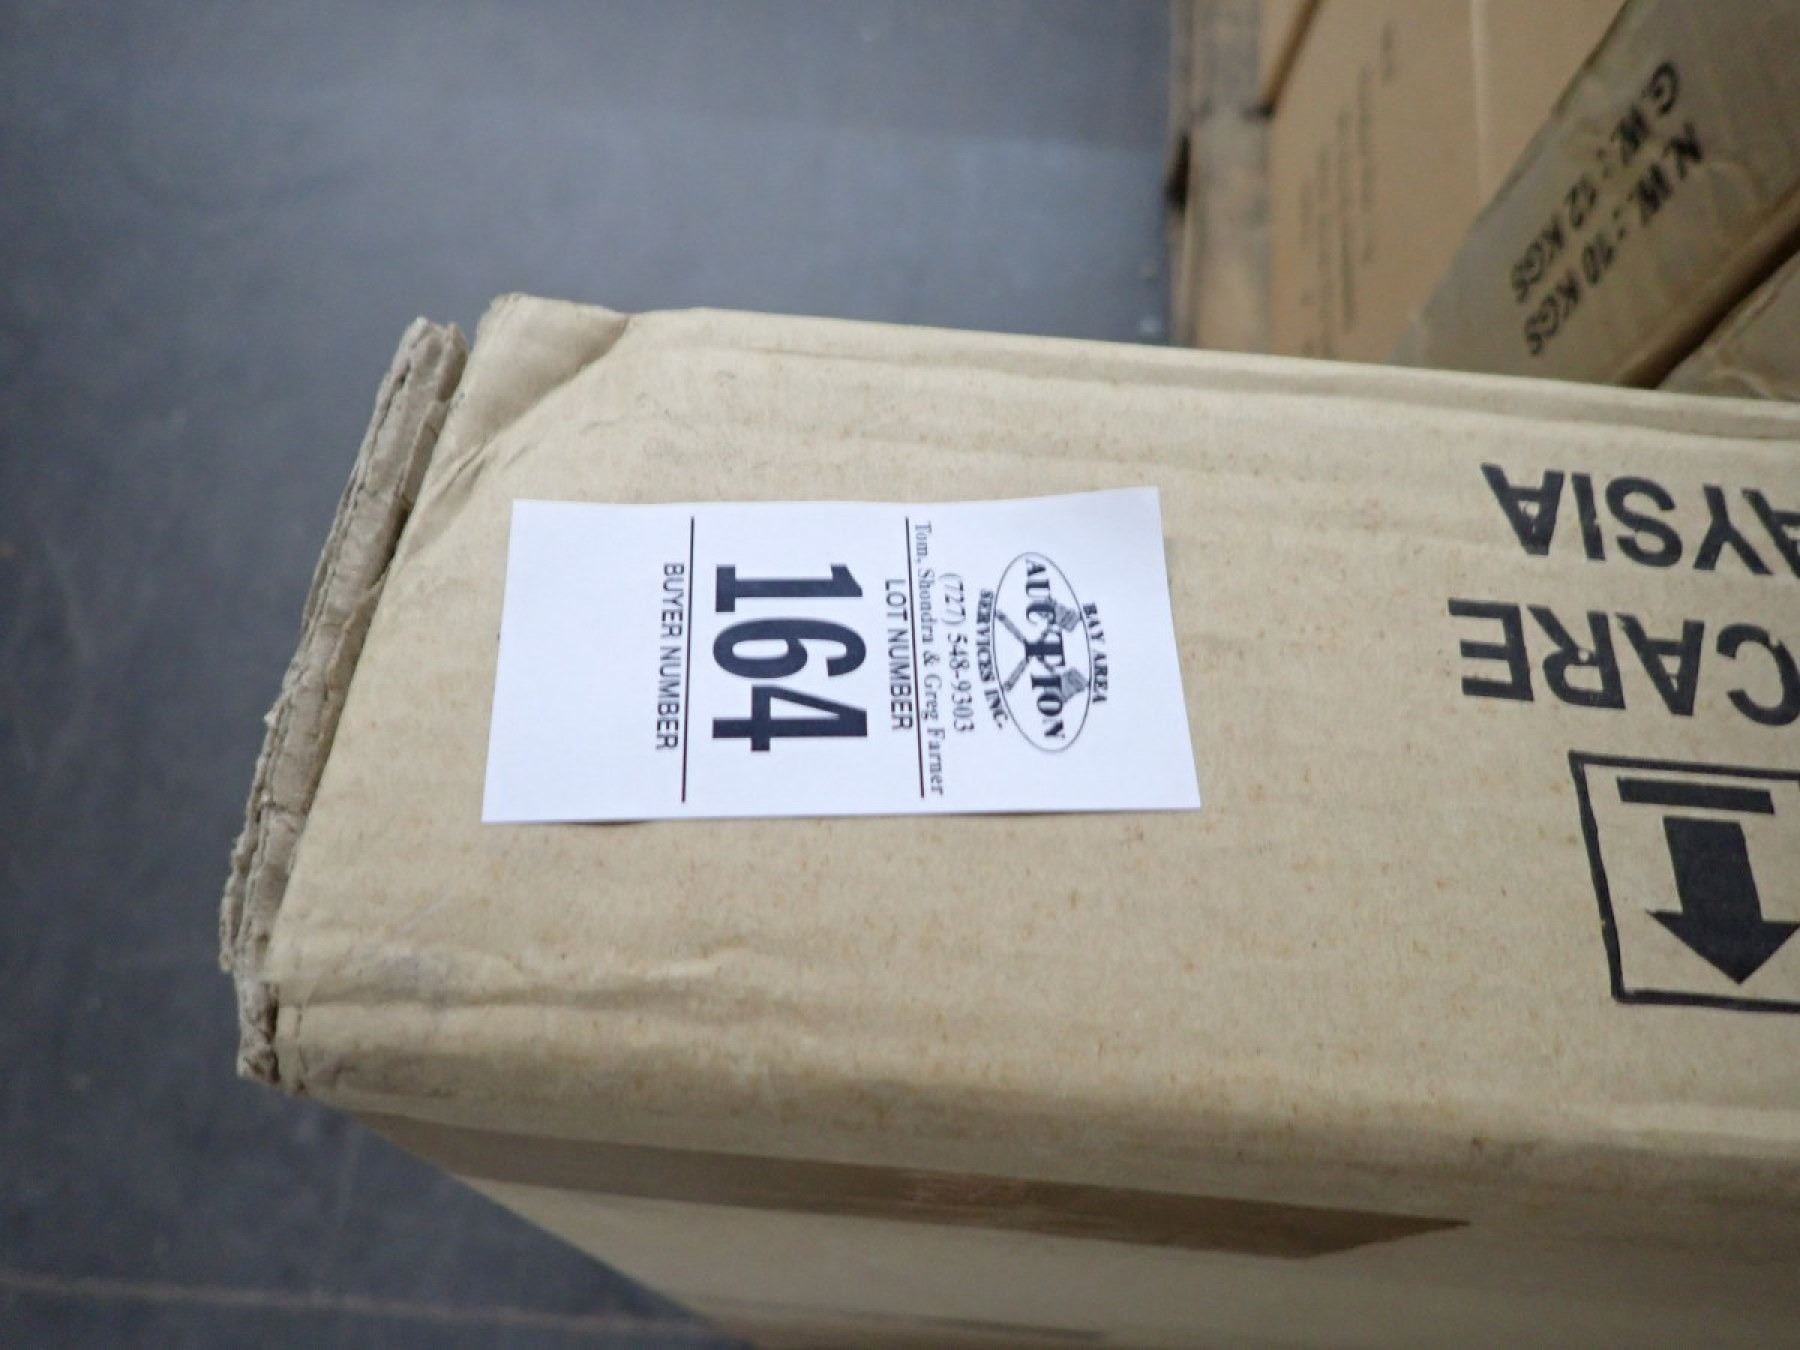 BAY AREA
AUCTION
SERVICES INC.
(727) 548-9303
Tom, Shondra & Greg Farner
LOT NUMBER
164
BUYER NUMBER
CARE
AYSIA
N.W.: 10 KGS
G.W.: 12 KGS